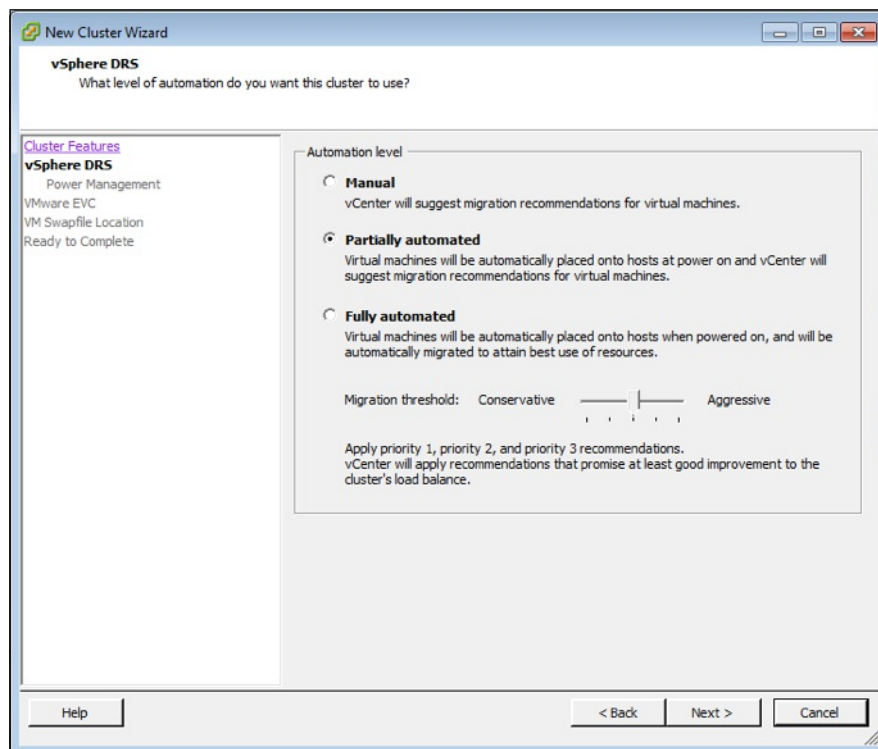 New Cluster Wizard
vSphere DRS
What level of automation do you want this cluster to use?
Cluster Features
vSphere DRS
Power Management
VMware EVC
VM Swapfile Location
Ready to Complete
Automation level
Manual
vCenter will suggest migration recommendations for virtual machines.
Partially automated
Virtual machines will be automatically placed onto hosts at power on and vCenter will
suggest migration recommendations for virtual machines.
Fully automated
Virtual machines will be automatically placed onto hosts when powered on, and will be
automatically migrated to attain best use of resources.
Migration threshold: Conservative Aggressive
Apply priority 1, priority 2, and priority 3 recommendations.
vCenter will apply recommendations that promise at least good improvement to the
cluster's load balance.
Help < Back Next > Cancel